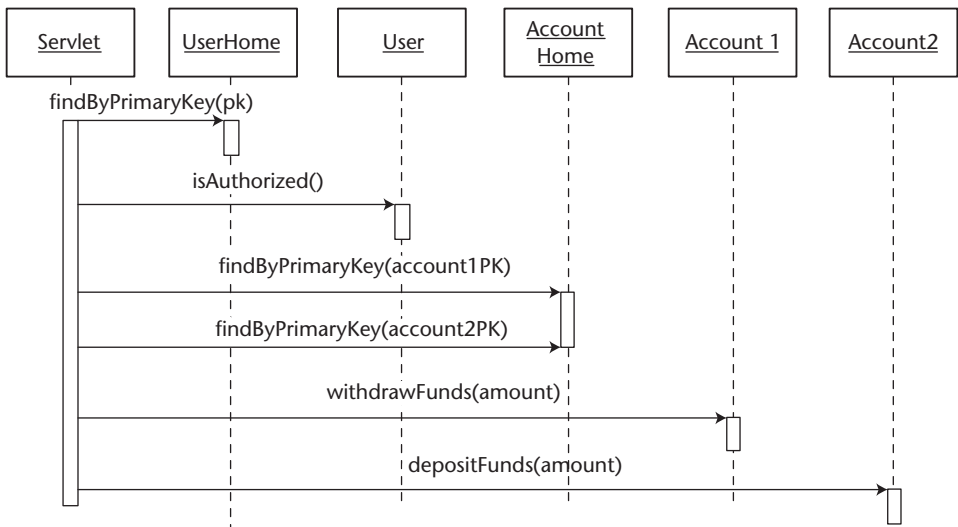 Servlet
UserHome
User
Account
Home
Account 1
Account2
findByPrimaryKey(pk)
isAuthorized()
findByPrimaryKey(account1PK)
findByPrimaryKey(account2PK)
withdrawFunds(amount)
depositFunds(amount)